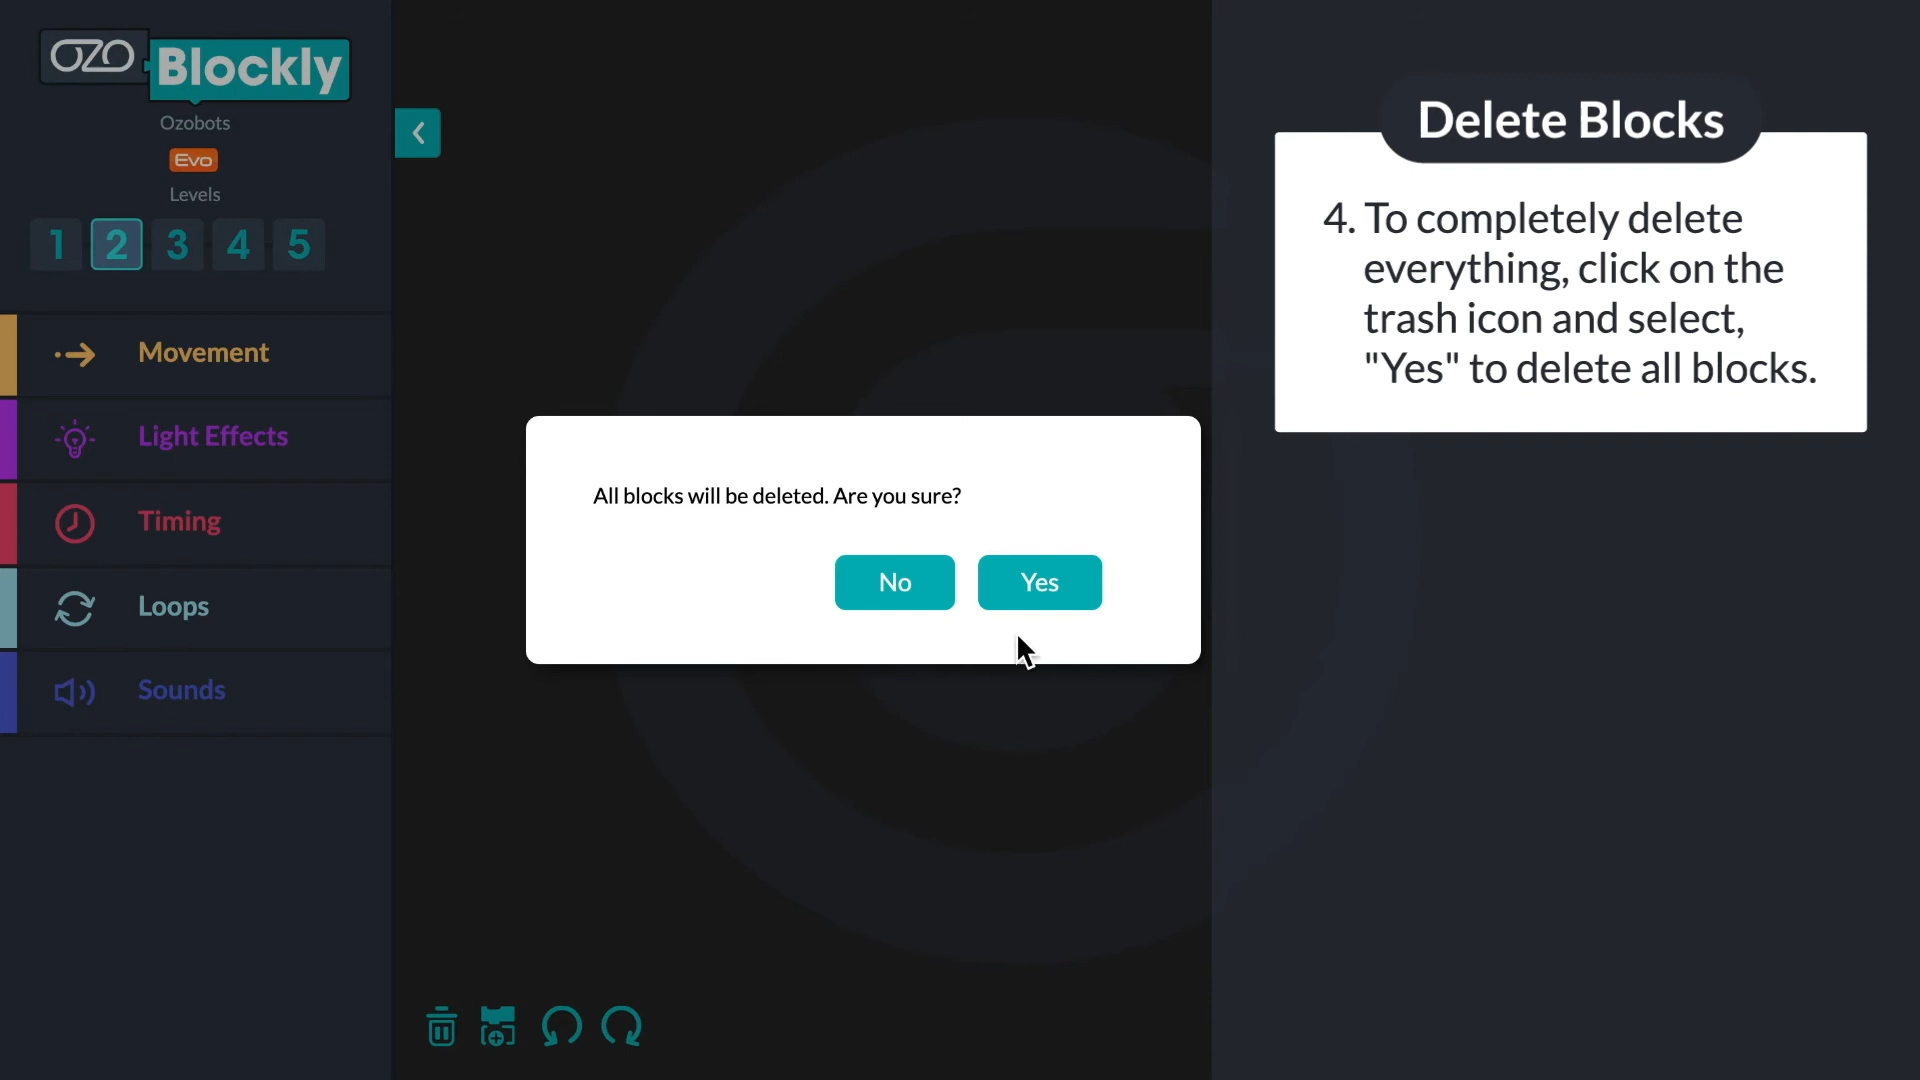 OZO
Blockly
Ozobots
Evo
Levels
1 2 3 4 5
Movement
Light Effects
Timing
Loops
Sounds
All blocks will be deleted. Are you sure?
No Yes
Delete Blocks
4. To completely delete
everything, click on the
trash icon and select,
"Yes" to delete all blocks.